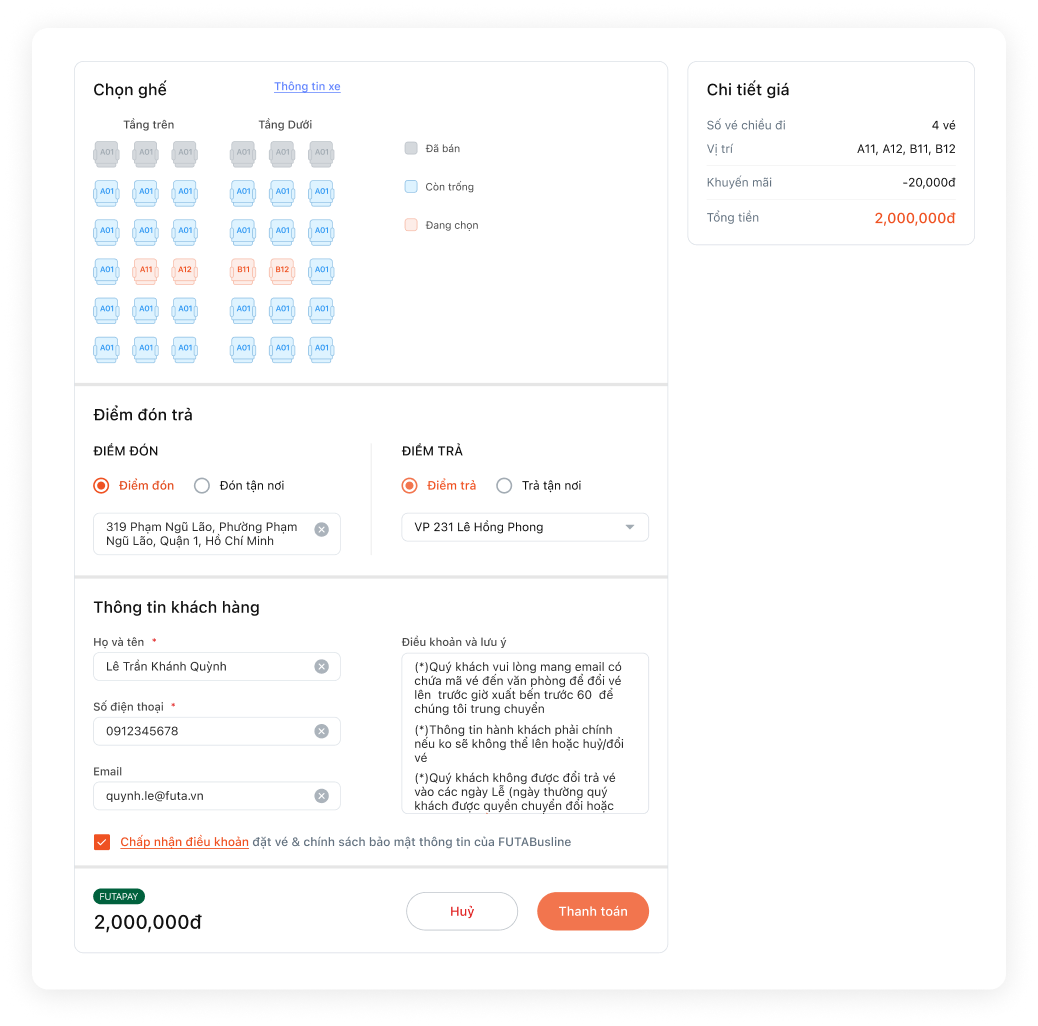 Chọn ghế
Thông tin xe
Tầng trên
Tầng Dưới
A01 A01 A01 A01 A01 A01
A01 A01 A01 A01 A01 A01
A01 A01 A01 A01 A01 A01
A01 A11 A12 B11 B12 A01
A01 A01 A01 A01 A01 A01
A01 A01 A01 A01 A01 A01
Đã bán
Còn trống
Đang chọn
Điểm đón trả
ĐIỂM ĐÓN
Điểm đón Đón tận nơi
319 Phạm Ngũ Lão, Phường Phạm
Ngũ Lão, Quận 1, Hồ Chí Minh
ĐIỂM TRẢ
Điểm trả Trả tận nơi
VP 231 Lê Hồng Phong
Thông tin khách hàng
Họ và tên *
Lê Trần Khánh Quỳnh
Số điện thoại *
0912345678
Email
quynh.le@futa.vn
Điều khoản và lưu ý
(*)Quý khách vui lòng mang email có
chứa mã vé đến văn phòng để đổi vé
lên trước giờ xuất bến trước 60 để
chúng tôi trung chuyển
(*)Thông tin hành khách phải chính
nếu ko sẽ không thể lên hoặc huỷ/đổi
vé
(*)Quý khách không được đổi trả vé
vào các ngày Lễ (ngày thường quý
khách được quyền chuyển đổi hoặc
Chấp nhận điều khoản đặt vé & chính sách bảo mật thông tin của FUTABusline
FUTAPAY
2,000,000đ
Huỷ
Thanh toán
Chi tiết giá
Số vé chiều đi 4 vé
Vị trí A11, A12, B11, B12
Khuyến mãi -20,000đ
Tổng tiền 2,000,000đ